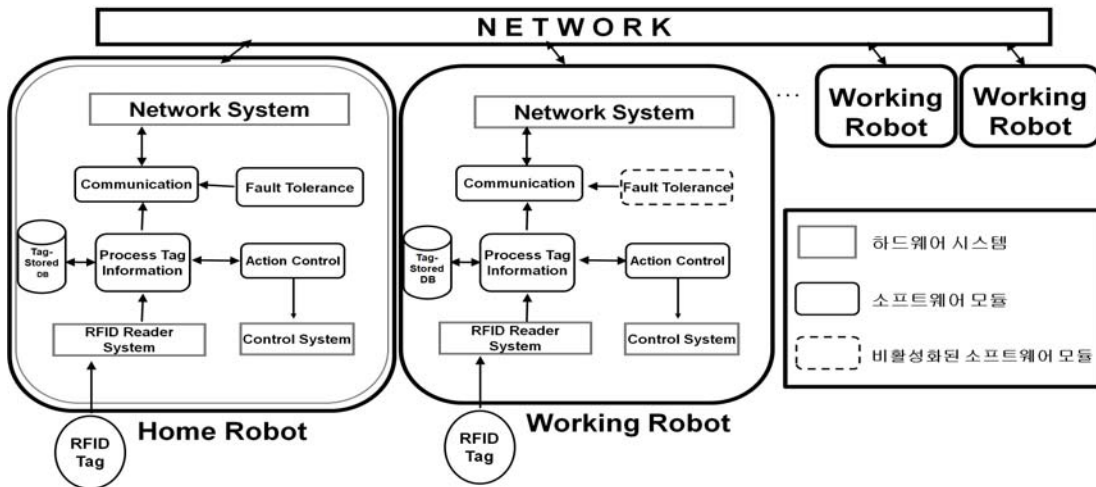 NETWORK
Network System
Communication
Fault Tolerance
Tag-
Stored
DB
Process Tag
Information
Action Control
RFID Reader
System
Control System
RFID
Tag
Home Robot
Network System
Communication
Fault Tolerance
Tag-
Stored
DB
Process Tag
Information
Action Control
RFID Reader
System
Control System
RFID
Tag
Working Robot
...
Working
Robot
Working
Robot
하드웨어 시스템
소프트웨어 모듈
비활성화된 소프트웨어 모듈